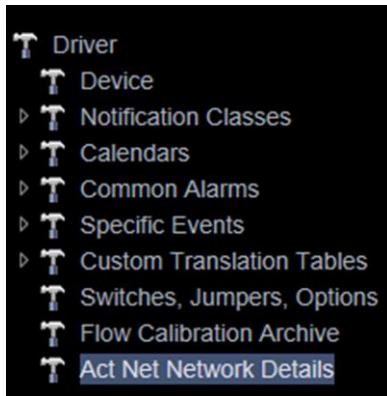 Driver
Device
Notification Classes
Calendars
Common Alarms
Specific Events
Custom Translation Tables
Switches, Jumpers, Options
Flow Calibration Archive
Act Net Network Details